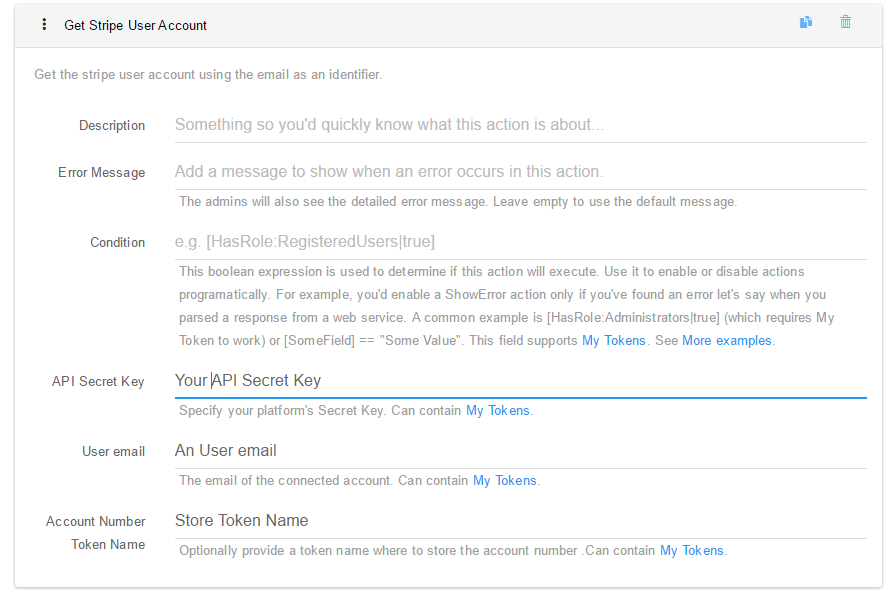 Get Stripe User Account
Get the stripe user account using the email as an identifier.
Description
Something so you'd quickly know what this action is about...
Error Message
Add a message to show when an error occurs in this action.
The admins will also see the detailed error message. Leave empty to use the default message.
Condition
e.g. [HasRole:RegisteredUsers|true]
This boolean expression is used to determine if this action will execute. Use it to enable or disable actions
programatically. For example, you'd enable a ShowError action only if you've found an error let's say when you
parsed a response from a web service. A common example is [HasRole:Administrators|true] (which requires My
Token to work) or [SomeField] == "Some Value". This field supports My Tokens. See More examples.
API Secret Key
Your API Secret Key
Specify your platform's Secret Key. Can contain My Tokens.
User email
An User email
The email of the connected account. Can contain My Tokens.
Account Number
Token Name
Store Token Name
Optionally provide a token name where to store the account number .Can contain My Tokens.